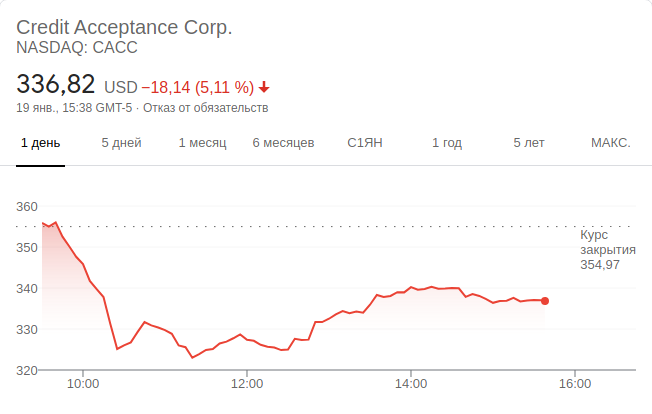 Credit Acceptance Corp.
NASDAQ: CACC
336,82 USD −18,14 (5,11 %)
19 янв., 15:38 GMT-5 · Отказ от обязательств
1 день 5 дней 1 месяц 6 месяцев С1ЯН 1 год 5 лет МАКС.
360
350
340
330
320
Курс
закрытия
354,97
10:00 12:00 14:00 16:00